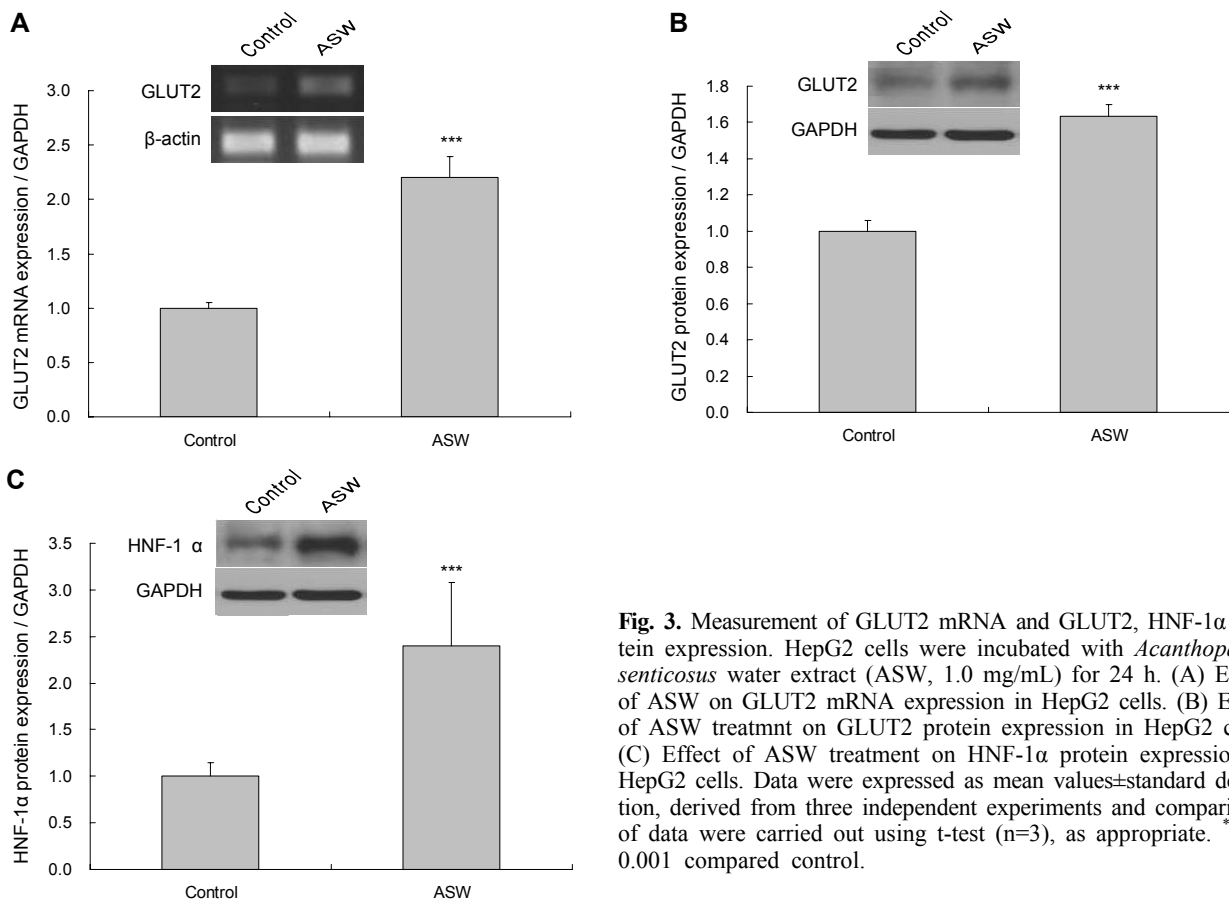 A
Control ASW
GLUT2
β-actin
GLUT2 mRNA expression / GAPDH
3.0
2.5
2.0
1.5
1.0
0.5
0.0
***
Control ASW
B
Control ASW
GLUT2
GAPDH
GLUT2 protein expression / GAPDH
1.8
1.6
1.4
1.2
1.0
0.8
0.6
0.4
0.2
0.0
***
Control ASW
C
Control ASW
HNF-1 α
GAPDH
HNF-1α protein expression / GAPDH
3.5
3.0
2.5
2.0
1.5
1.0
0.5
0.0
***
Control ASW
Fig. 3. Measurement of GLUT2 mRNA and GLUT2, HNF-1α
tein expression. HepG2 cells were incubated with Acanthopa
senticosus water extract (ASW, 1.0 mg/mL) for 24 h. (A) E
of ASW on GLUT2 mRNA expression in HepG2 cells. (B) E
of ASW treatmnt on GLUT2 protein expression in HepG2 c
(C) Effect of ASW treatment on HNF-1α protein expression
HepG2 cells. Data were expressed as mean values±standard de
tion, derived from three independent experiments and compari
of data were carried out using t-test (n=3), as appropriate. *
0.001 compared control.